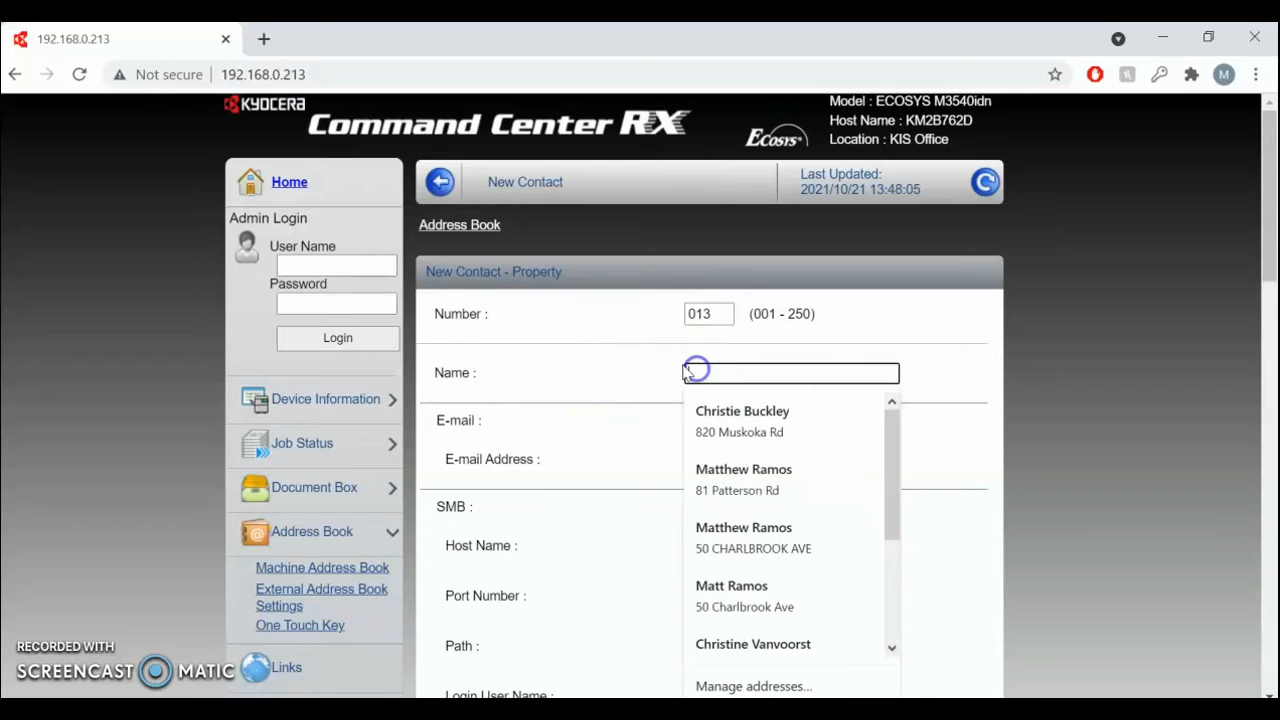 192.168.0.213
Not secure
192.168.0.213
M
KYOCERA
Command Center RX
Ecosys
Model : ECOSYS M3540idn
Host Name : KM2B762D
Location : KIS Office
Home
Admin Login
User Name
Password
Login
Device Information
Job Status
Document Box
Address Book
Machine Address Book
External Address Book
Settings
One Touch Key
Links
New Contact
Last Updated:
2021/10/21 13:48:05
Address Book
New Contact - Property
Number :
013
(001 - 250)
Name :
E-mail :
E-mail Address :
SMB :
Host Name :
Port Number :
Path :
Login User Name :
Christie Buckley
820 Muskoka Rd
Matthew Ramos
81 Patterson Rd
Matthew Ramos
50 CHARLBROOK AVE
Matt Ramos
50 Charlbrook Ave
Christine Vanvoorst
Manage addresses...
RECORDED WITH
SCREENCAST MATIC